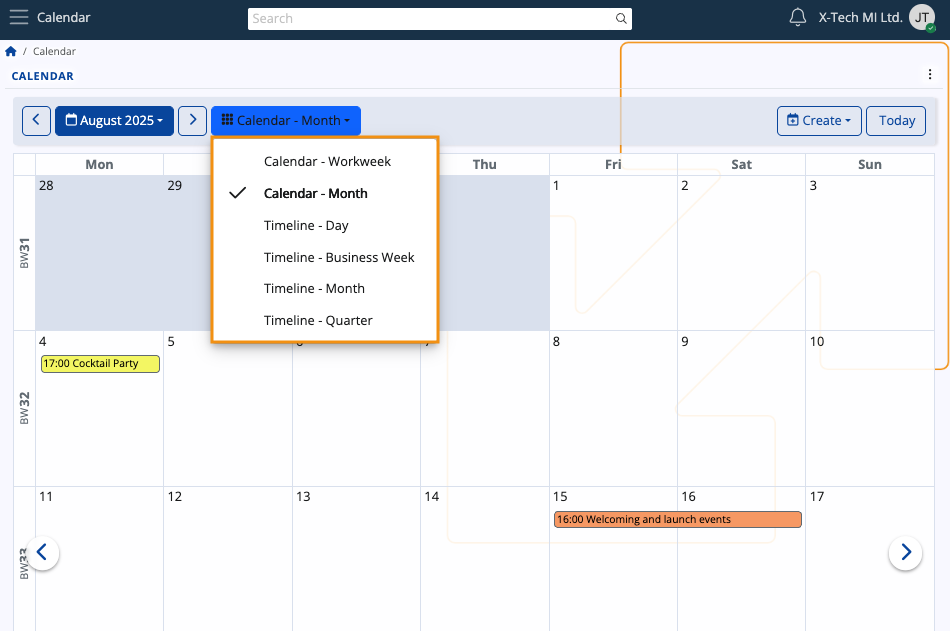 Calendar
Search
X-Tech MI Ltd.
JT
/ Calendar
CALENDAR
August 2025
Calendar - Month
Create
Today
Calendar - Workweek
Calendar - Month
Timeline - Day
Timeline - Business Week
Timeline - Month
Timeline - Quarter
Mon
Thu
Fri
Sat
Sun
BW31
28
29
1
2
3
BW32
4
5
8
9
10
17:00 Cocktail Party
BW33
11
12
13
14
15
16
17
16:00 Welcoming and launch events